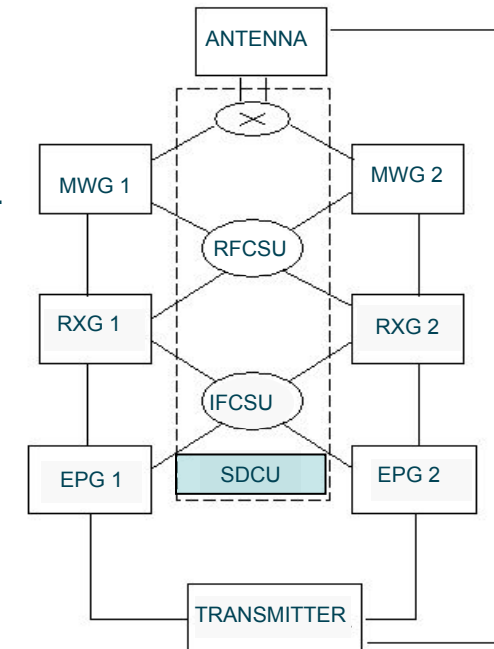 ANTENNA
MWG 1
MWG 2
RFCSU
RXG 1
RXG 2
IFCSU
EPG 1
SDCU
EPG 2
TRANSMITTER